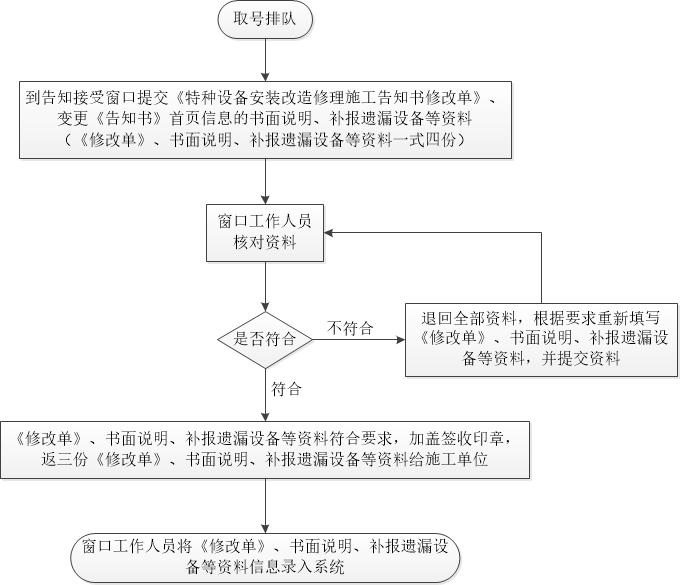 取号排队
到告知接受窗口提交《特种设备安装改造修理施工告知书修改单》、
变更《告知书》首页信息的书面说明、补报遗漏设备等资料
（《修改单》、书面说明、补报遗漏设备等资料一式四份）
窗口工作人员
核对资料
是否符合
不符合
退回全部资料，根据要求重新填写
《修改单》、书面说明、补报遗漏设
备等资料，并提交资料
符合
《修改单》、书面说明、补报遗漏设备等资料符合要求，加盖签收印章，
返三份《修改单》、书面说明、补报遗漏设备等资料给施工单位
窗口工作人员将《修改单》、书面说明、补报遗漏设
备等资料信息录入系统